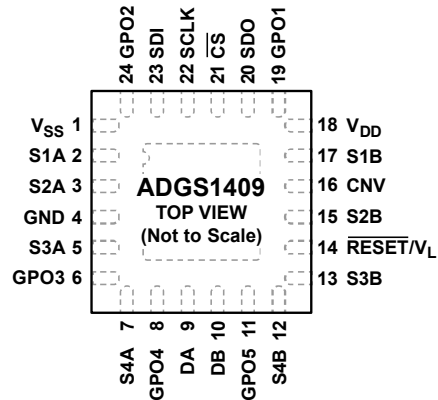 24 GPO2
23 SDI
22 SCLK
21 CS
20 SDO
19 GPO1
VSS 1
S1A 2
S2A 3
GND 4
S3A 5
GPO3 6
ADGS1409
TOP VIEW
(Not to Scale)
18 VDD
17 S1B
16 CNV
15 S2B
14 RESET/VL
13 S3B
S4A 7
GPO4 8
DA 9
DB 10
GPO5 11
S4B 12